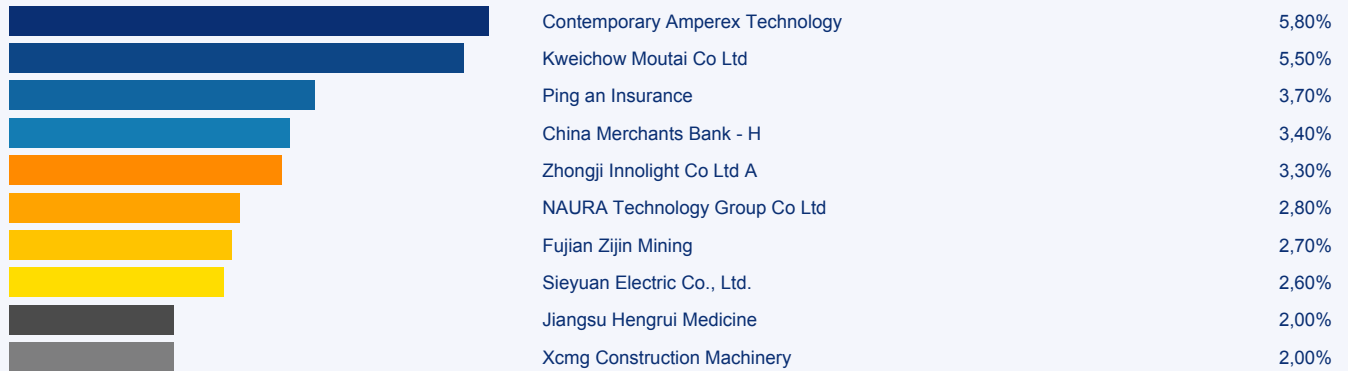 Contemporary Amperex Technology 5,80%
Kweichow Moutai Co Ltd 5,50%
Ping an Insurance 3,70%
China Merchants Bank - H 3,40%
Zhongji Innolight Co Ltd A 3,30%
NAURA Technology Group Co Ltd 2,80%
Fujian Zijin Mining 2,70%
Sieyuan Electric Co., Ltd. 2,60%
Jiangsu Hengrui Medicine 2,00%
Xcmg Construction Machinery 2,00%